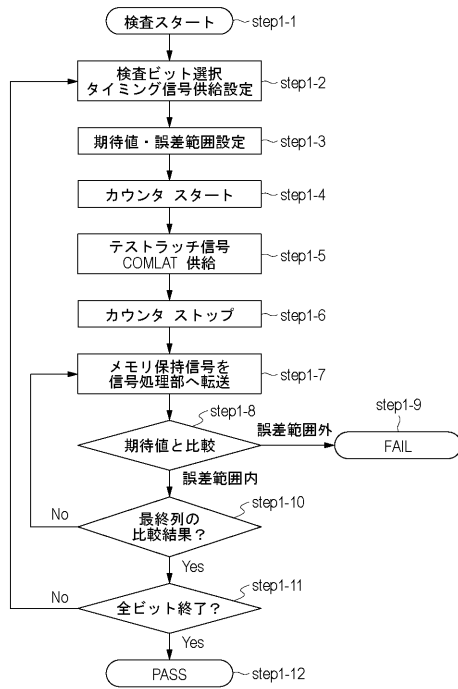 検査スタート
step1-1
検査ビット選択
タイミング信号供給設定
step1-2
期待値・誤差範囲設定
step1-3
カウンタ スタート
step1-4
テストラッチ信号
COMLAT 供給
step1-5
カウンタ ストップ
step1-6
メモリ保持信号を
信号処理部へ転送
step1-7
step1-8
期待値と比較
誤差範囲外
step1-9
FAIL
誤差範囲内
step1-10
最終列の
比較結果？
No
Yes
step1-11
全ビット終了？
No
Yes
PASS
step1-12